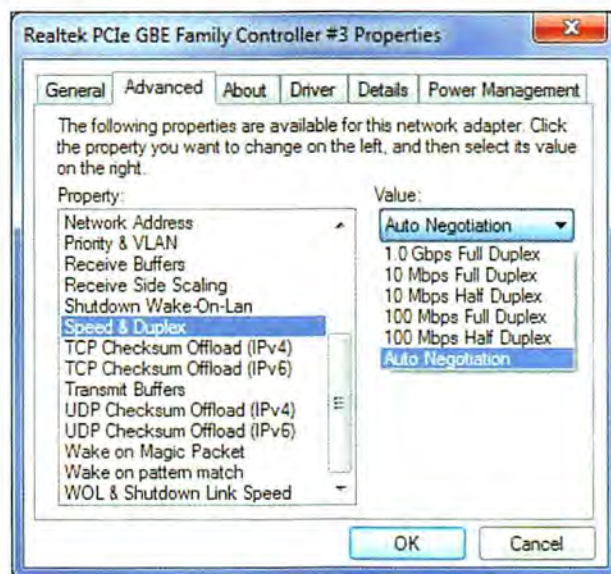 Realtek PCIe GBE Family Controller #3 Properties
General Advanced About Driver Details Power Management
The following properties are available for this network adapter. Click
the property you want to change on the left, and then select its value
on the right.
Property:
Network Address
Priority & VLAN
Receive Buffers
Receive Side Scaling
Shutdown Wake-On-Lan
Speed & Duplex
TCP Checksum Offload (IPv4)
TCP Checksum Offload (IPv6)
Transmit Buffers
UDP Checksum Offload (IPv4)
UDP Checksum Offload (IPv6)
Wake on Magic Packet
Wake on pattern match
WOL & Shutdown Link Speed
Value:
Auto Negotiation
1.0 Gbps Full Duplex
10 Mbps Full Duplex
10 Mbps Half Duplex
100 Mbps Full Duplex
100 Mbps Half Duplex
Auto Negotiation
OK Cancel